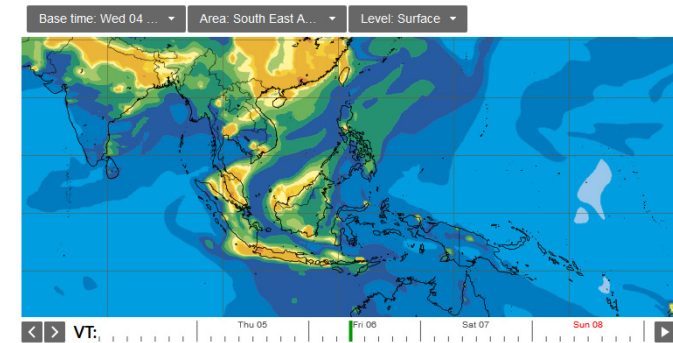 Base time: Wed 04 ... Area: South East A... Level: Surface
VT: Thu 05 Fri 06 Sat 07 Sun 08